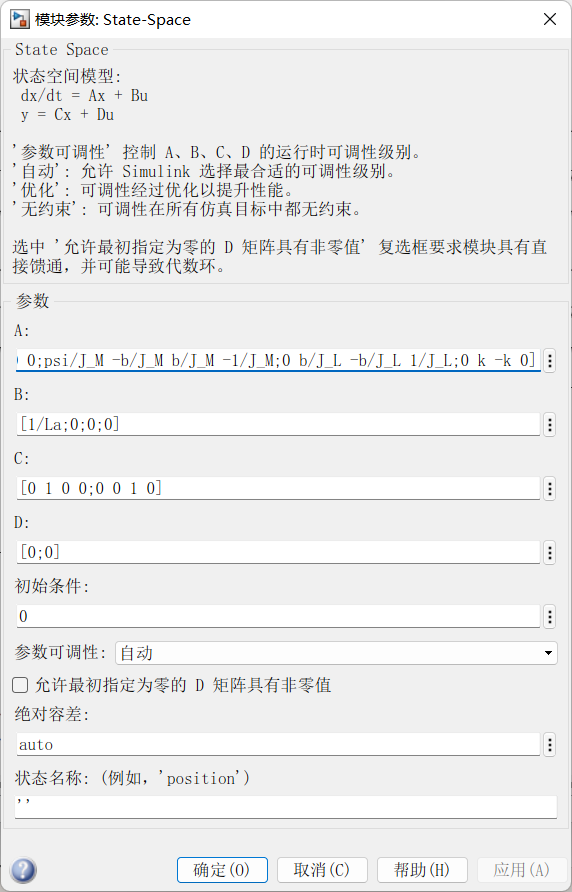 模块参数: State-Space
State Space
状态空间模型:
dx/dt = Ax + Bu
y = Cx + Du
'参数可调性' 控制 A、B、C、D 的运行时可调性级别。
'自动': 允许 Simulink 选择最合适的可调性级别。
'优化': 可调性经过优化以提升性能。
'无约束': 可调性在所有仿真目标中都无约束。
选中 '允许最初指定为零的 D 矩阵具有非零值' 复选框要求模块具有直
接馈通，并可能导致代数环。
参数
A:
0;psi/J_M -b/J_M b/J_M -1/J_M;0 b/J_L -b/J_L 1/J_L;0 k -k 0]
B:
[1/La;0;0;0]
C:
[0 1 0 0;0 0 1 0]
D:
[0;0]
初始条件:
0
参数可调性: 自动
允许最初指定为零的 D 矩阵具有非零值
绝对容差:
auto
状态名称: (例如，'position')
''
确定(O) 取消(C) 帮助(H) 应用(A)